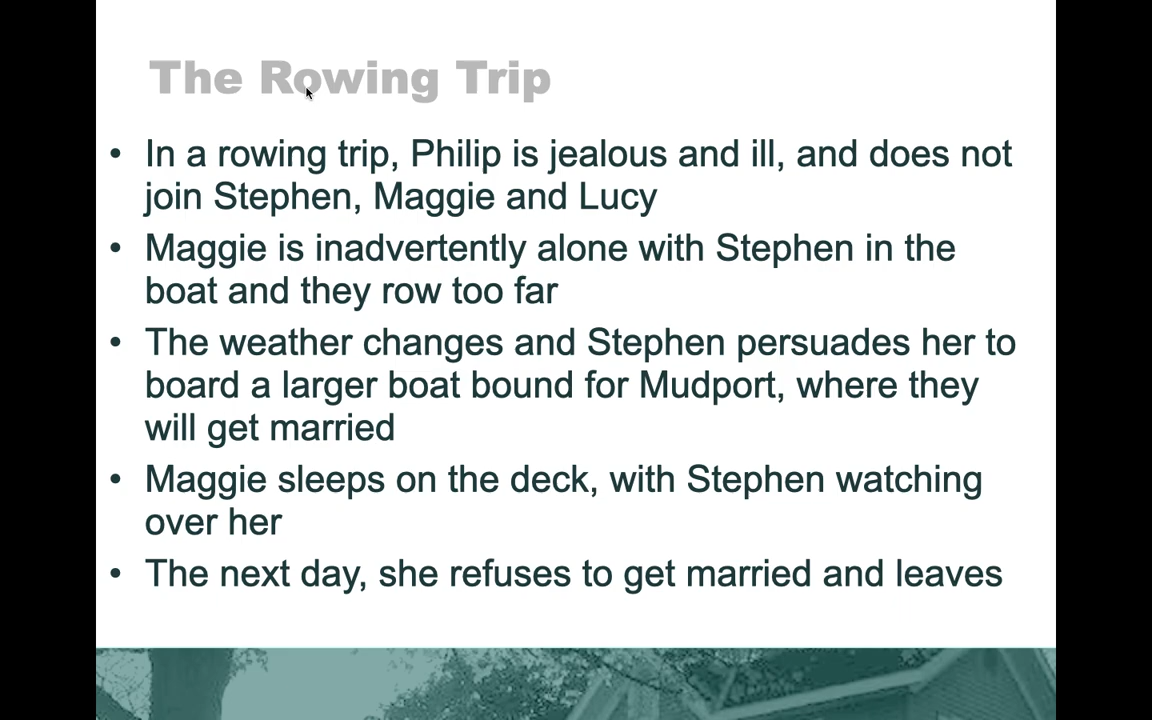 The Rowing Trip
• In a rowing trip, Philip is jealous and ill, and does not
join Stephen, Maggie and Lucy
• Maggie is inadvertently alone with Stephen in the
boat and they row too far
• The weather changes and Stephen persuades her to
board a larger boat bound for Mudport, where they
will get married
• Maggie sleeps on the deck, with Stephen watching
over her
• The next day, she refuses to get married and leaves